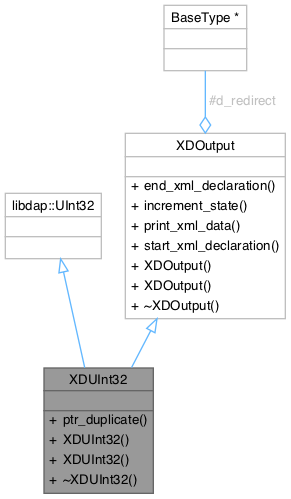 BaseType *
#d_redirect
XDOutput
+ end_xml_declaration()
+ increment_state()
+ print_xml_data()
+ start_xml_declaration()
+ XDOutput()
+ XDOutput()
+ ~XDOutput()
libdap::UInt32
XDUInt32
+ ptr_duplicate()
+ XDUInt32()
+ XDUInt32()
+ ~XDUInt32()